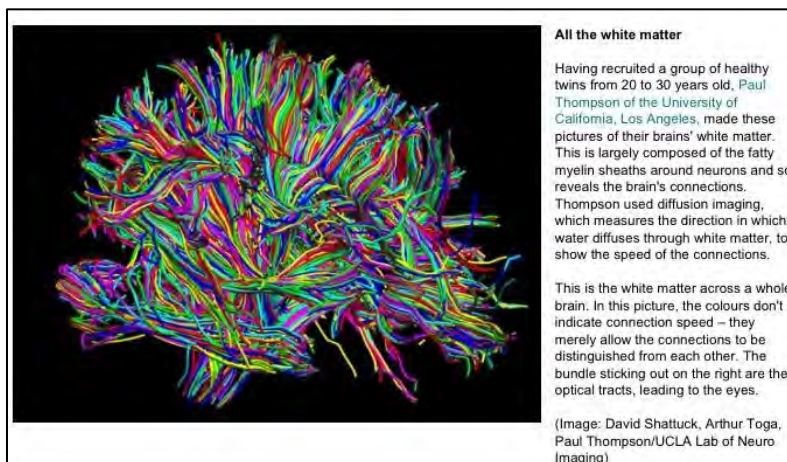 All the white matter
Having recruited a group of healthy
twins from 20 to 30 years old, Paul
Thompson of the University of
California, Los Angeles, made these
pictures of their brains' white matter.
This is largely composed of the fatty
myelin sheaths around neurons and so
reveals the brain's connections.
Thompson used diffusion imaging,
which measures the direction in which
water diffuses through white matter, to
show the speed of the connections.
This is the white matter across a whole
brain. In this picture, the colours don't
indicate connection speed – they
merely allow the connections to be
distinguished from each other. The
bundle sticking out on the right are the
optical tracts, leading to the eyes.
(Image: David Shattuck, Arthur Toga,
Paul Thompson/UCLA Lab of Neuro
Imaging)